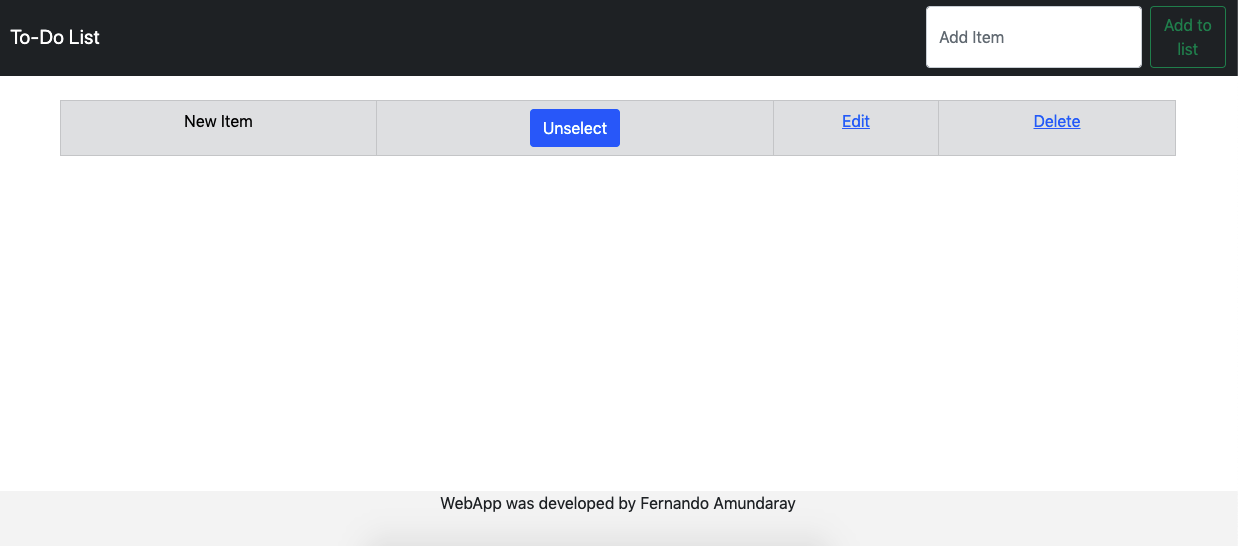 To-Do List
Add Item
Add to
list
New Item
Unselect
Edit
Delete
WebApp was developed by Fernando Amundaray